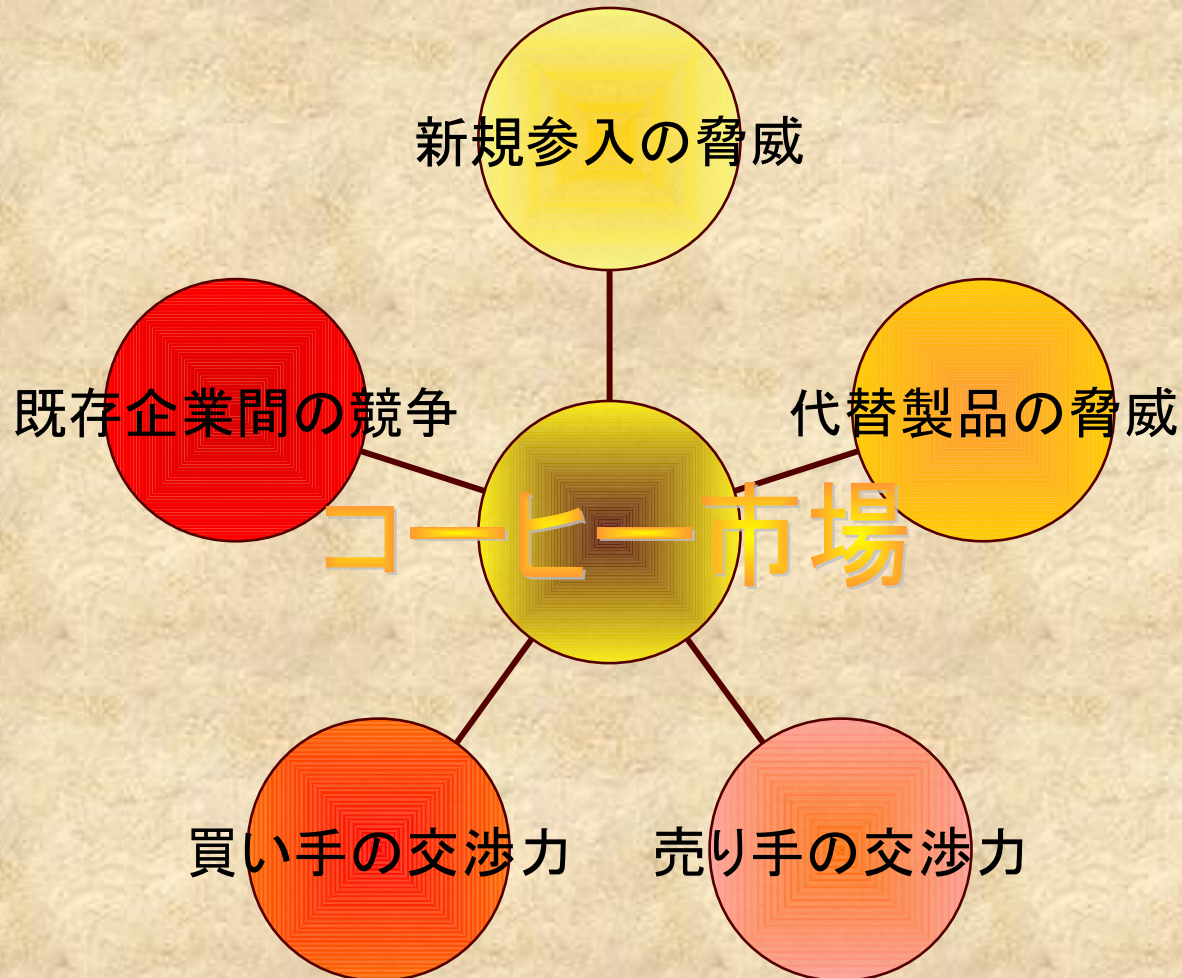 新規参入の脅威
既存企業間の競争
代替製品の脅威
コーヒー市場
買い手の交渉力
売り手の交渉力